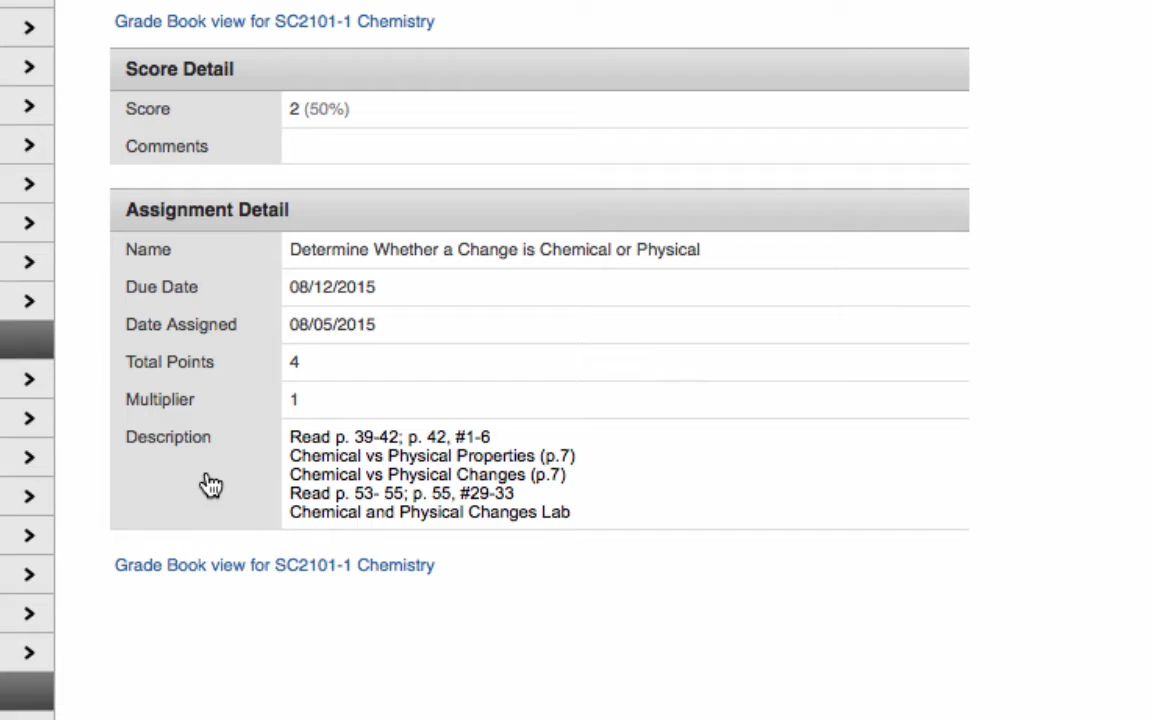 Grade Book view for SC2101-1 Chemistry
Score Detail
Score 2 (50%)
Comments
Assignment Detail
Name Determine Whether a Change is Chemical or Physical
Due Date 08/12/2015
Date Assigned 08/05/2015
Total Points 4
Multiplier 1
Description Read p. 39-42; p. 42, #1-6
Chemical vs Physical Properties (p.7)
Chemical vs Physical Changes (p.7)
Read p. 53- 55; p. 55, #29-33
Chemical and Physical Changes Lab
Grade Book view for SC2101-1 Chemistry